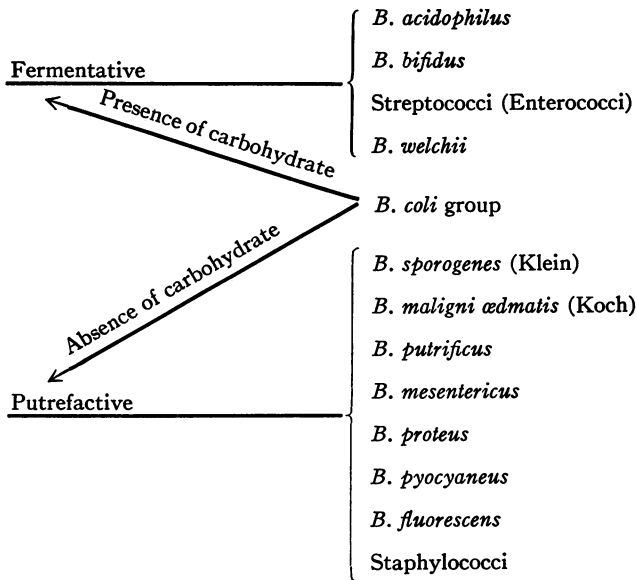 Fermentative
B. acidophilus
B. bifidus
Streptococci (Enterococci)
B. welchii
Presence of carbohydrate
B. coli group
Absence of carbohydrate
Putrefactive
B. sporogenes (Klein)
B. maligni œdmatis (Koch)
B. putrificus
B. mesentericus
B. proteus
B. pyocyaneus
B. fluorescens
Staphylococci